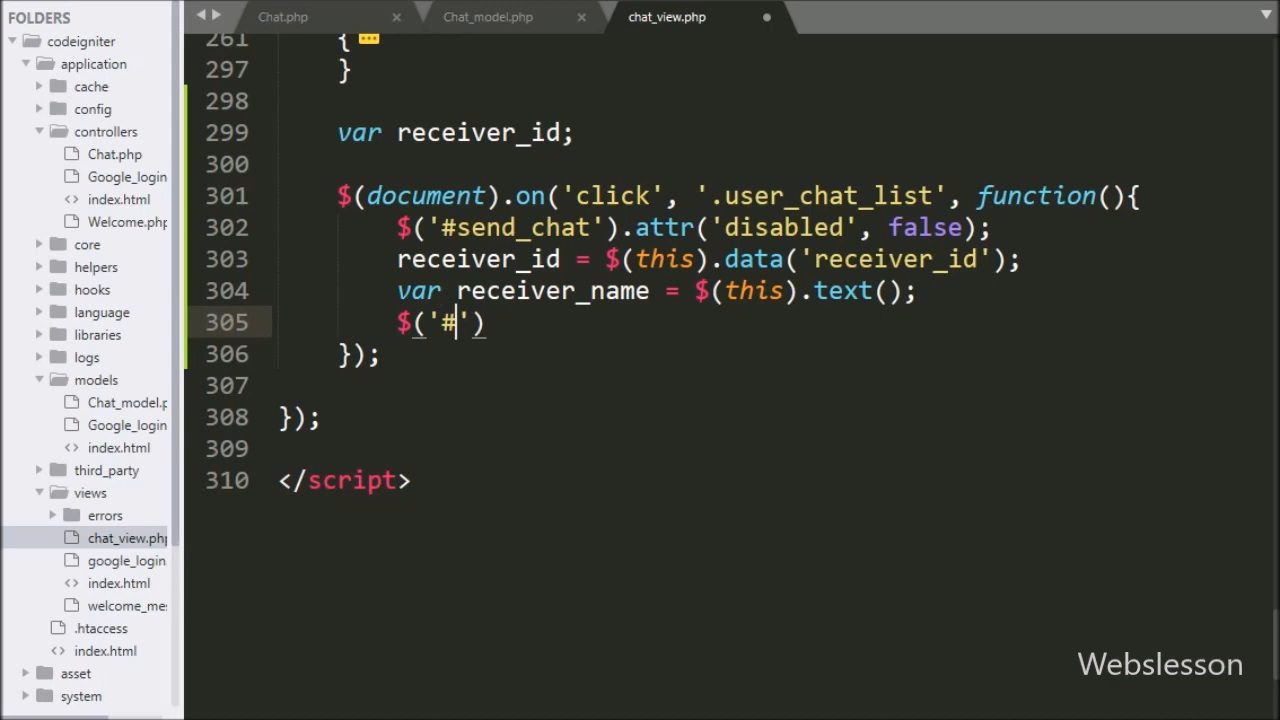 FOLDERS
codeigniter
application
cache
config
controllers
Chat.php
Google_login
index.html
Welcome.php
core
helpers
hooks
language
libraries
logs
models
Chat_model.p
Google_login
index.html
third_party
views
errors
chat_view.php
google_login.
index.html
welcome_me
.htaccess
index.html
asset
system
Chat.php × Chat_model.php × chat_view.php
261 {
297 }
298
299 var receiver_id;
300
301 $(document).on('click', '.user_chat_list', function(){
302 $('#send_chat').attr('disabled', false);
303 receiver_id = $(this).data('receiver_id');
304 var receiver_name = $(this).text();
305 $('#')
306 });
307
308 });
309
310 </script>
Webslesson